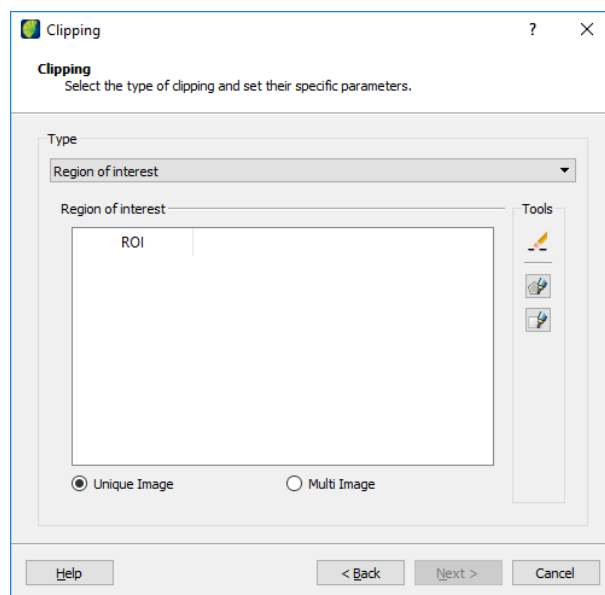 Clipping
?
Clipping
Select the type of clipping and set their specific parameters.
Type
Region of interest
Region of interest
Tools
ROI
Unique Image
Multi Image
Help
< Back
Next >
Cancel